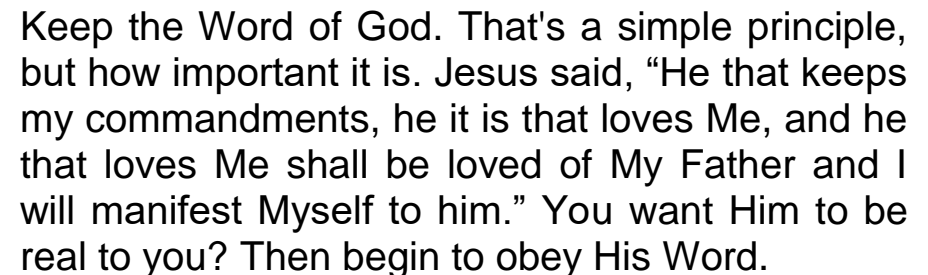 Keep the Word of God. That's a simple principle,
but how important it is. Jesus said, “He that keeps
my commandments, he it is that loves Me, and he
that loves Me shall be loved of My Father and I
will manifest Myself to him.” You want Him to be
real to you? Then begin to obey His Word.